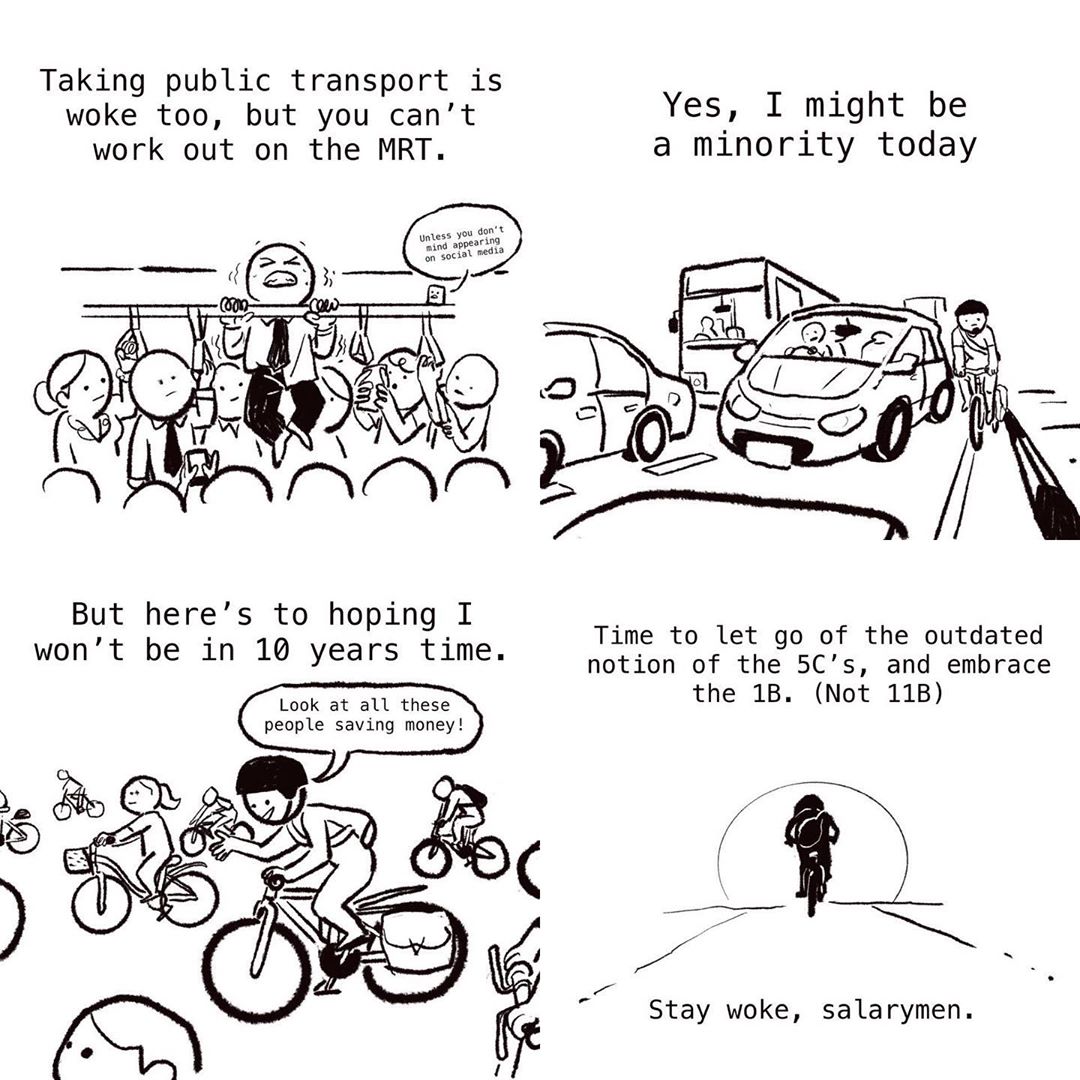 Taking public transport is
woke too, but you can't
work out on the MRT.
Unless you don't
mind appearing
on social media
Yes, I might be
a minority today
But here's to hoping I
won't be in 10 years time.
Look at all these
people saving money!
Time to let go of the outdated
notion of the 5C's, and embrace
the 1B. (Not 11B)
Stay woke, salarymen.